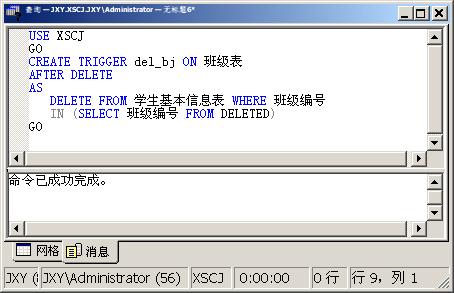 查询 — JXY.XSCJ.JXY\Administrator — 无标题6*
USE XSCJ
GO
CREATE TRIGGER del_bj ON 班级表
AFTER DELETE
AS
DELETE FROM 学生基本信息表 WHERE 班级编号
IN (SELECT 班级编号 FROM DELETED)
GO
命令已成功完成。
网格 消息
JXY (8 JXY\Administrator (56) XSCJ 0:00:00 0 行 行 9, 列 1